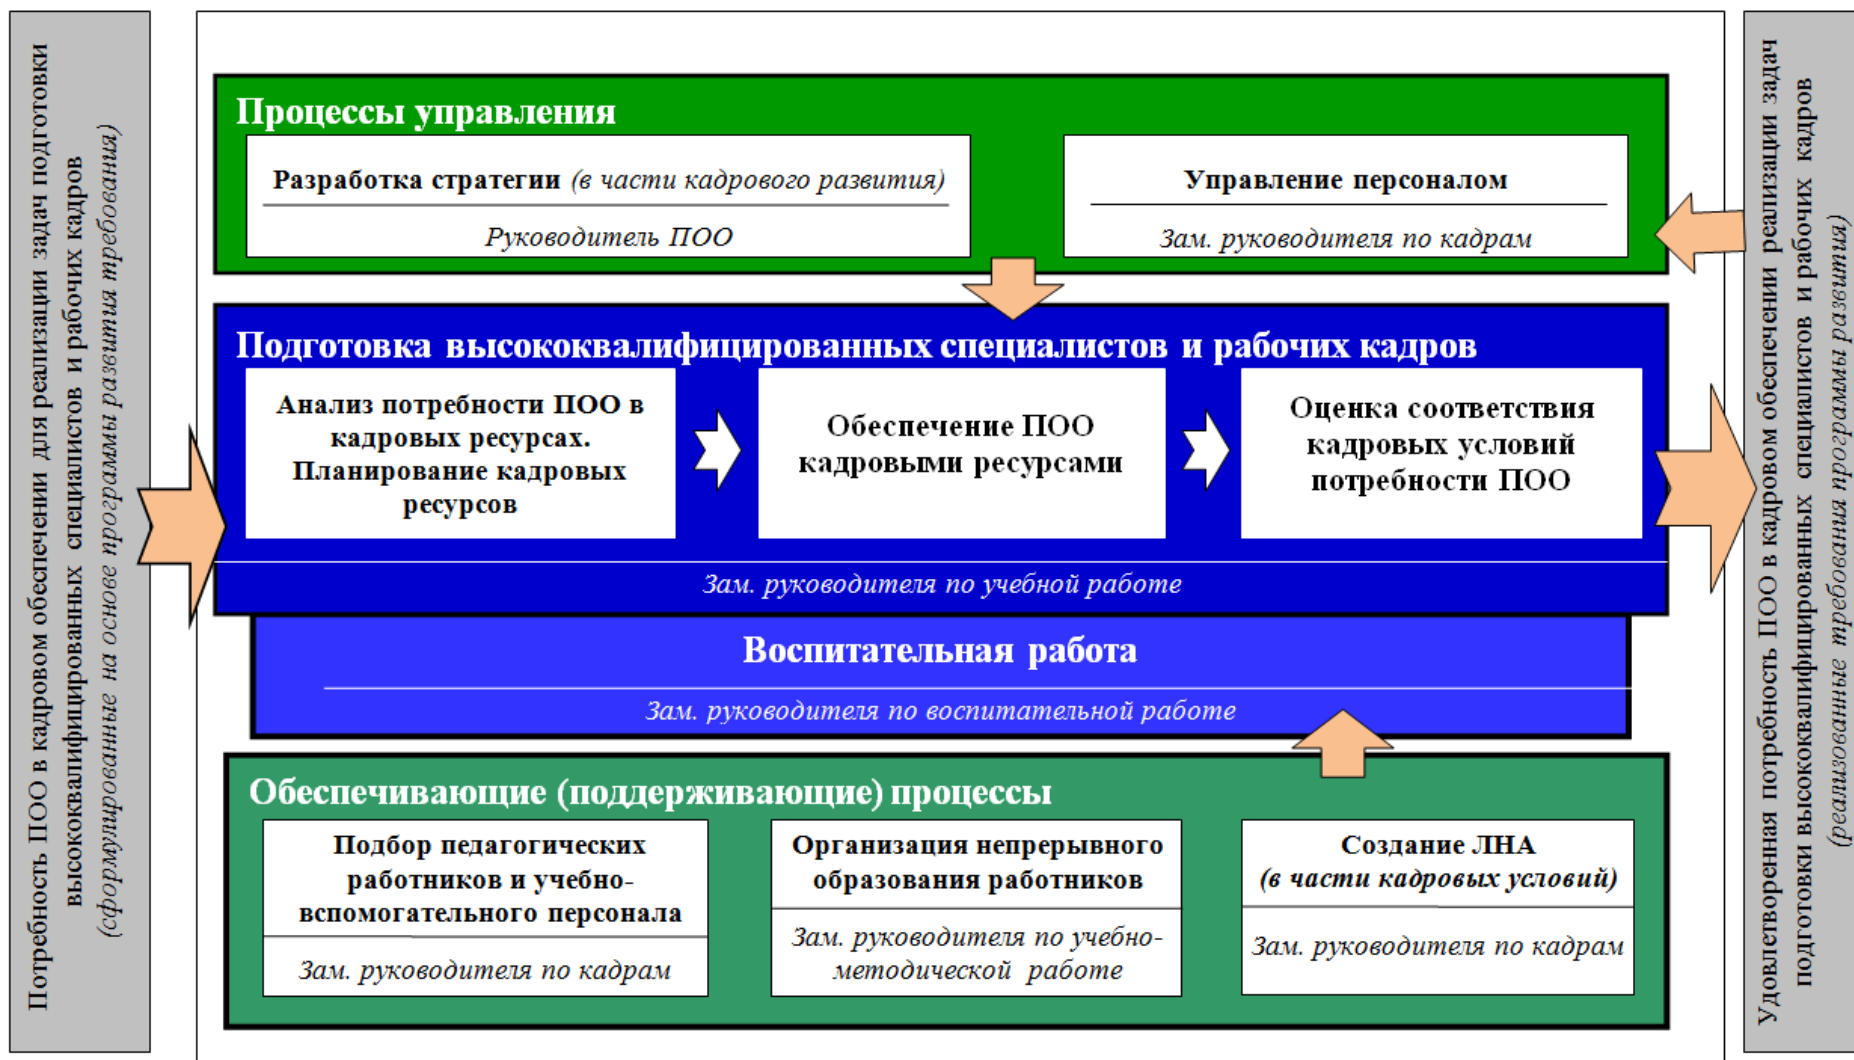 Потребность ПОО в кадровом обеспечении для реализации задач подготовки
высококвалифицированных специалистов и рабочих кадров
(сформулированные на основе программы развития требования)
Процессы управления
Разработка стратегии (в части кадрового развития)
Руководитель ПОО
Управление персоналом
Зам. руководителя по кадрам
Подготовка высококвалифицированных специалистов и рабочих кадров
Анализ потребности ПОО в
кадровых ресурсах.
Планирование кадровых
ресурсов
Обеспечение ПОО
кадровыми ресурсами
Оценка соответствия
кадровых условий
потребности ПОО
Зам. руководителя по учебной работе
Воспитательная работа
Зам. руководителя по воспитательной работе
Обеспечивающие (поддерживающие) процессы
Подбор педагогических
работников и учебно-
вспомогательного персонала
Зам. руководителя по кадрам
Организация непрерывного
образования работников
Зам. руководителя по учебно-
методической работе
Создание ЛНА
(в части кадровых условий)
Зам. руководителя по кадрам
Удовлетворенная потребность ПОО в кадровом обеспечении реализации задач
подготовки высококвалифицированных специалистов и рабочих кадров
(реализованные требования программы развития)